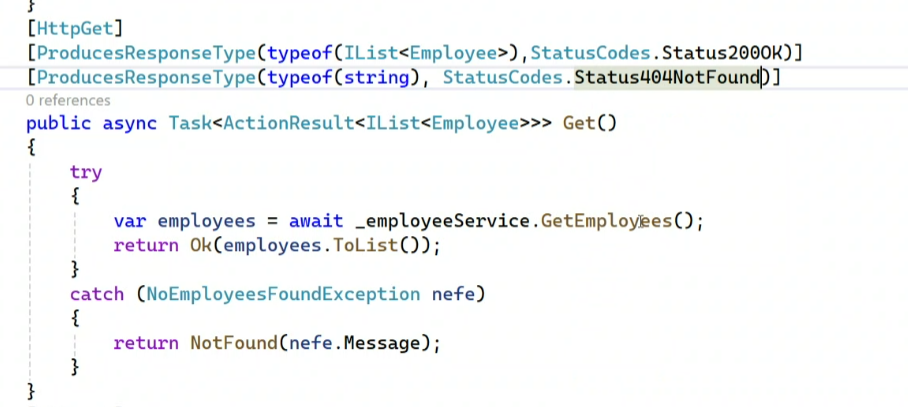 }
[HttpGet]
[ProducesResponseType(typeof(IList<Employee>),StatusCodes.Status200OK)]
[ProducesResponseType(typeof(string), StatusCodes.Status404NotFound)]
0 references
public async Task<ActionResult<IList<Employee>>> Get()
{
try
{
var employees = await _employeeService.GetEmployees();
return Ok(employees.ToList());
}
catch (NoEmployeesFoundException nefe)
{
return NotFound(nefe.Message);
}
}